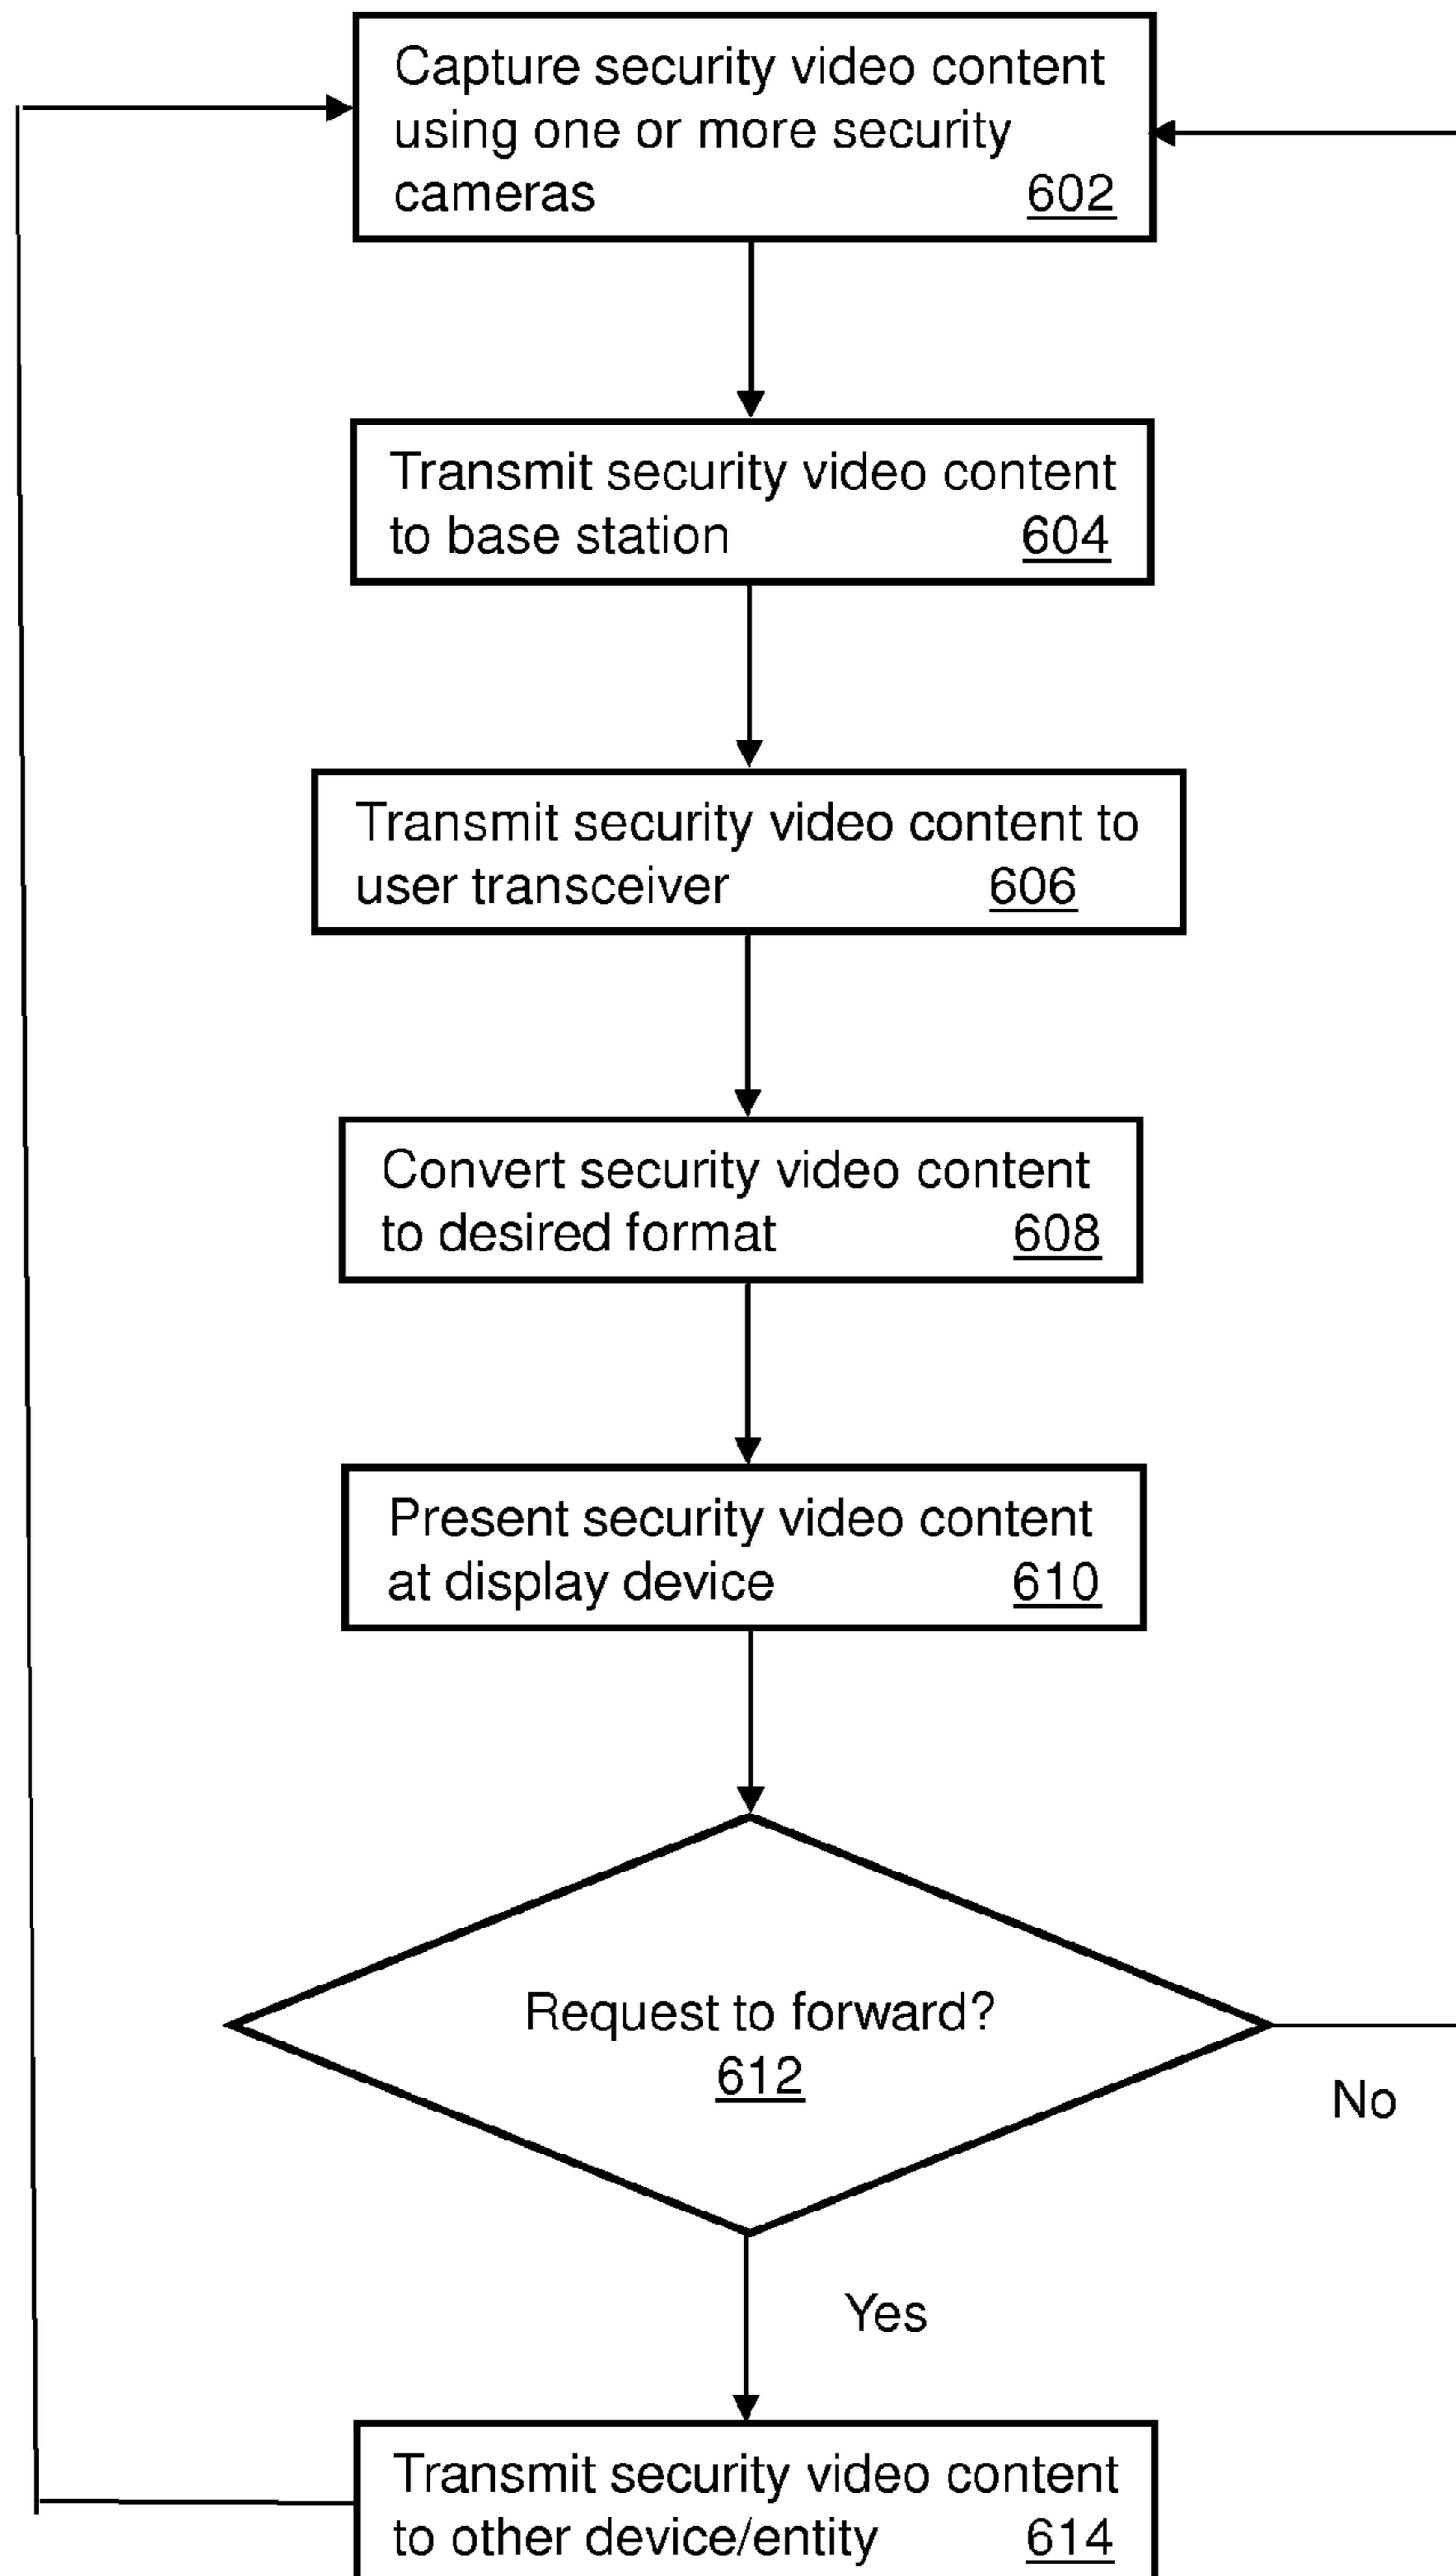 Capture security video content
using one or more security
cameras 602
Transmit security video content
to base station 604
Transmit security video content to
user transceiver 606
Convert security video content
to desired format 608
Present security video content
at display device 610
Request to forward?
612
No
Yes
Transmit security video content
to other device/entity 614